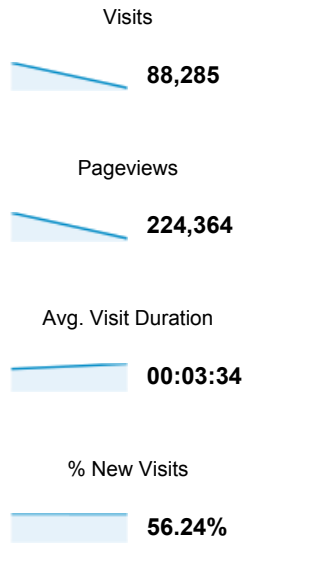 Visits
88,285
Pageviews
224,364
Avg. Visit Duration
00:03:34
% New Visits
56.24%